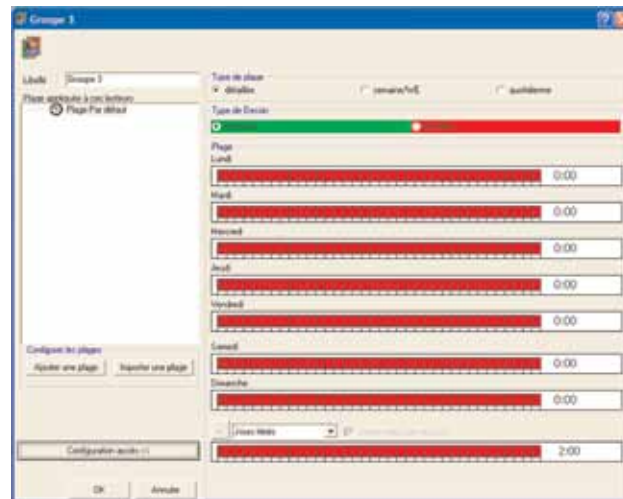 Groupe 3
Libellé Groupe 3
Plage appliquée à ces lecteurs
Plage Par défaut
Type de plage
détaillée semaine/WE quotidienne
Type de Dessin
Plage
Lundi
0:00
Mardi
0:00
Mercredi
0:00
Jeudi
0:00
Vendredi
0:00
Samedi
0:00
Dimanche
0:00
Jours fériés
2:00
Configurer les plages
Ajouter une plage Importer une plage
Configuration accès
OK Annuler